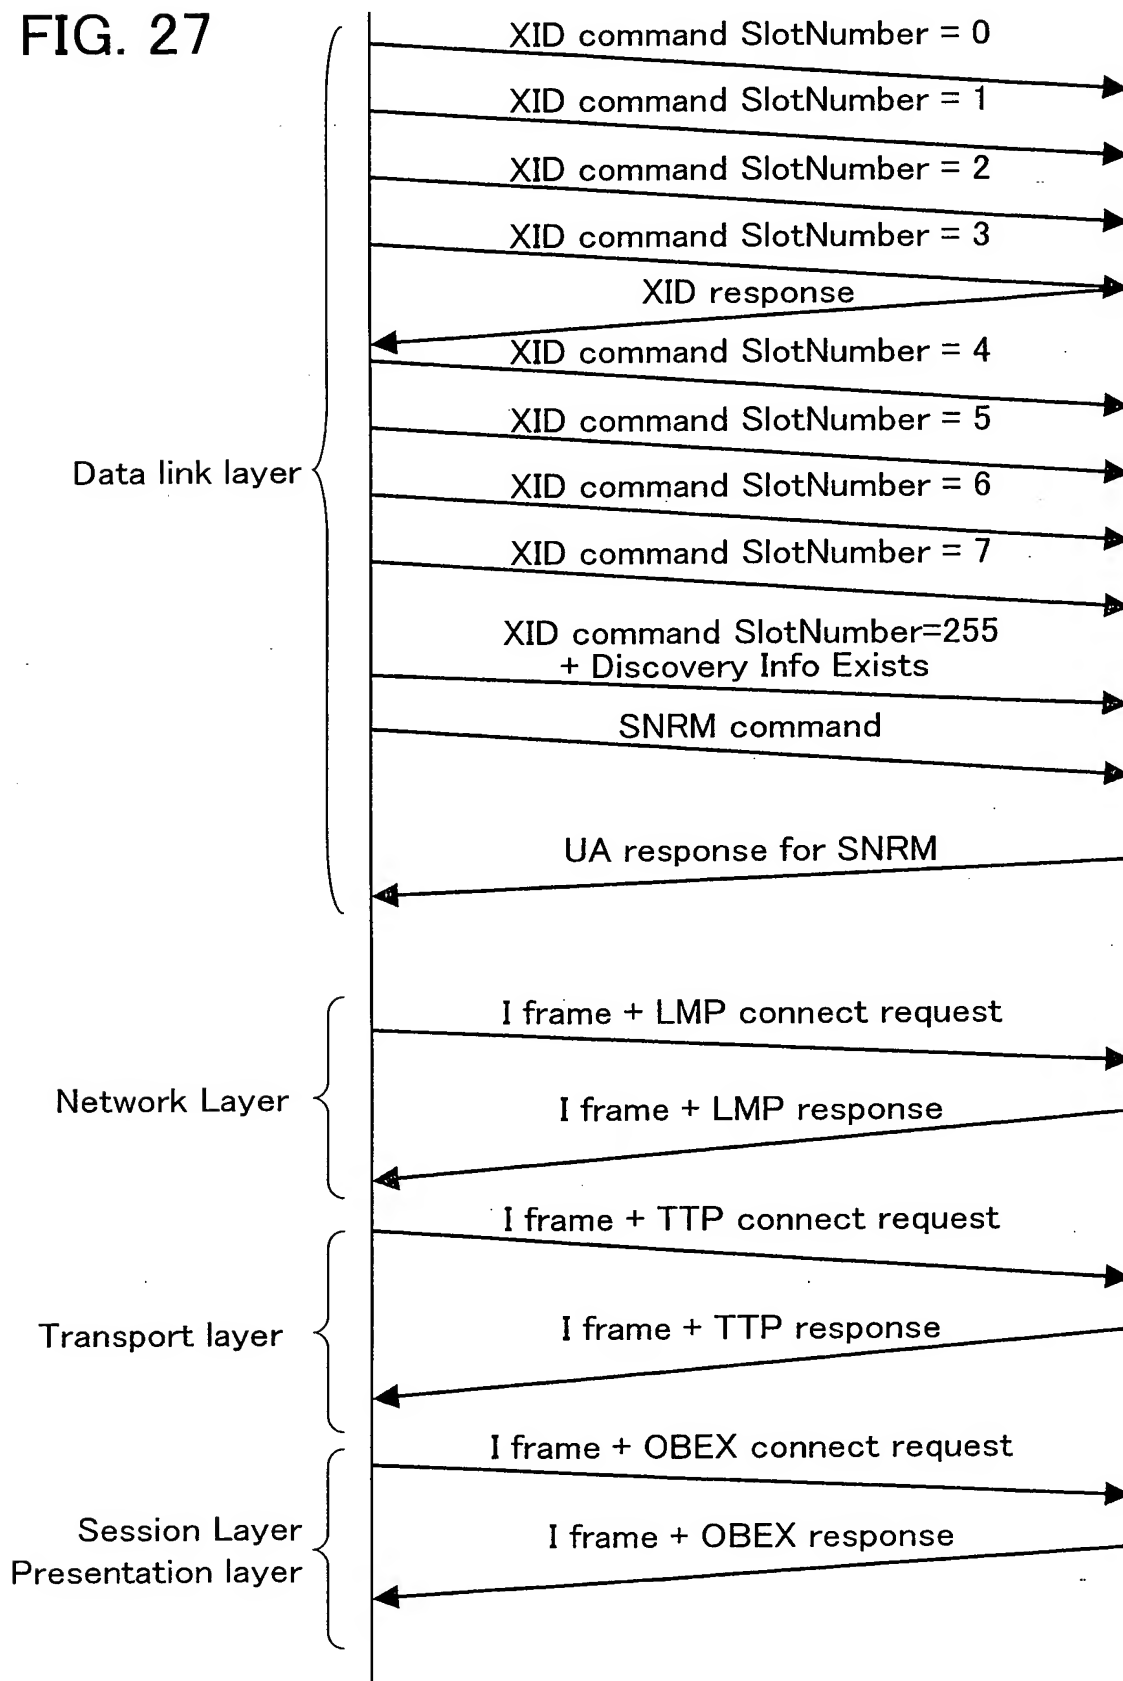 FIG. 27
XID command SlotNumber = 0
XID command SlotNumber = 1
XID command SlotNumber = 2
XID command SlotNumber = 3
XID response
XID command SlotNumber = 4
XID command SlotNumber = 5
Data link layer
XID command SlotNumber = 6
XID command SlotNumber = 7
XID command SlotNumber=255
+ Discovery Info Exists
SNRM command
UA response for SNRM
I frame + LMP connect request
Network Layer
I frame + LMP response
I frame + TTP connect request
Transport layer
I frame + TTP response
I frame + OBEX connect request
Session Layer
Presentation layer
I frame + OBEX response